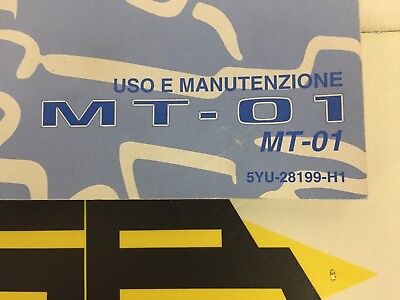 USO E MANUTENZIONE
MT-01
MT-01
5YU-28199-H1